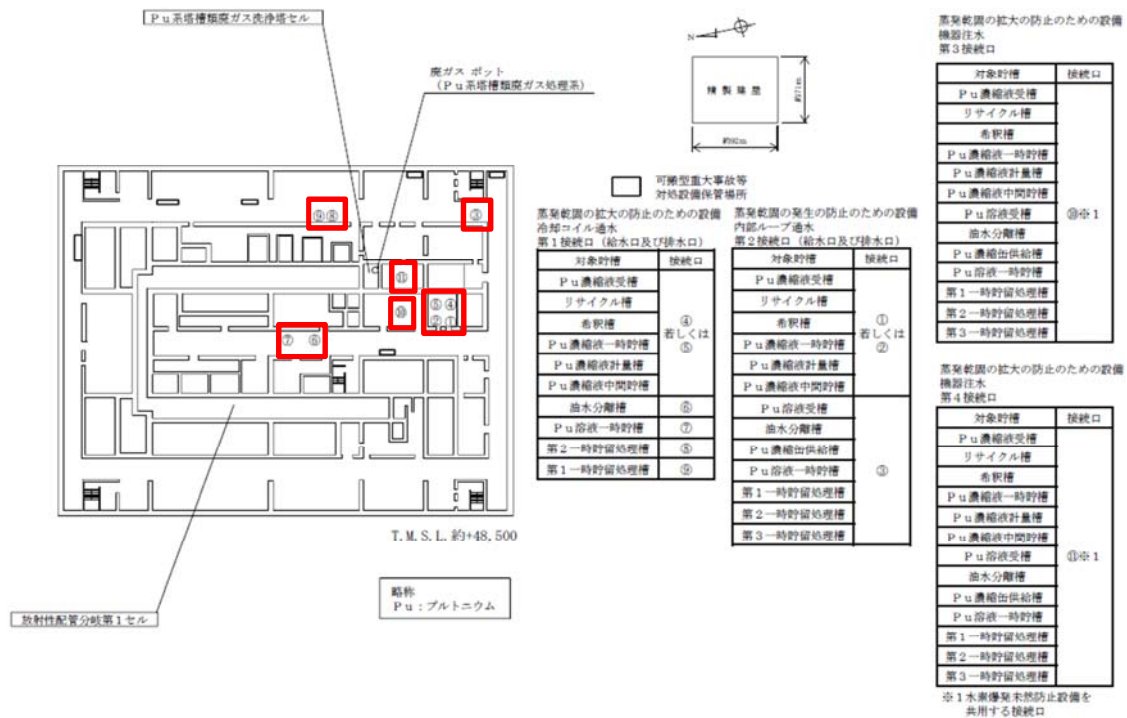 Pu系塔槽類廃ガス洗浄塔セル
廃ガス ポット
(Pu系塔槽類廃ガス処理系)
N
精製建屋
約71m
約92m
可搬型重大事故等
対処設備保管場所
⑨⑧
③
⑪
⑩
⑤ ④
② ①
⑦ ⑥
T.M.S.L.約+48,500
略称
Pu:プルトニウム
放射性配管分岐第1セル
蒸発乾固の拡大の防止のための設備
冷却コイル通水
第1接続口(給水口及び排水口)
対象貯槽 接続口
Pu濃縮液受槽
リサイクル槽
希釈槽
Pu濃縮液一時貯槽
Pu濃縮液計量槽
Pu濃縮液中間貯槽
④
若しくは
⑤
油水分離槽 ⑥
Pu溶液一時貯槽 ⑦
第2一時貯留処理槽 ⑧
第1一時貯留処理槽 ⑨
蒸発乾固の発生の防止のための設備
内部ループ通水
第2接続口(給水口及び排水口)
対象貯槽 接続口
Pu濃縮液受槽
リサイクル槽
希釈槽
Pu濃縮液一時貯槽
Pu濃縮液計量槽
Pu濃縮液中間貯槽
①
若しくは
②
Pu溶液受槽
油水分離槽
Pu濃縮缶供給槽
Pu溶液一時貯槽
第1一時貯留処理槽
第2一時貯留処理槽
第3一時貯留処理槽
③
蒸発乾固の拡大の防止のための設備
機器注水
第3接続口
対象貯槽 接続口
Pu濃縮液受槽
リサイクル槽
希釈槽
Pu濃縮液一時貯槽
Pu濃縮液計量槽
Pu濃縮液中間貯槽
Pu溶液受槽
油水分離槽
Pu濃縮缶供給槽
Pu溶液一時貯槽
第1一時貯留処理槽
第2一時貯留処理槽
第3一時貯留処理槽
⑩※1
蒸発乾固の拡大の防止のための設備
機器注水
第4接続口
対象貯槽 接続口
Pu濃縮液受槽
リサイクル槽
希釈槽
Pu濃縮液一時貯槽
Pu濃縮液計量槽
Pu濃縮液中間貯槽
Pu溶液受槽
油水分離槽
Pu濃縮缶供給槽
Pu溶液一時貯槽
第1一時貯留処理槽
第2一時貯留処理槽
第3一時貯留処理槽
⑪※1
※1水素爆発未然防止設備を
共用する接続口